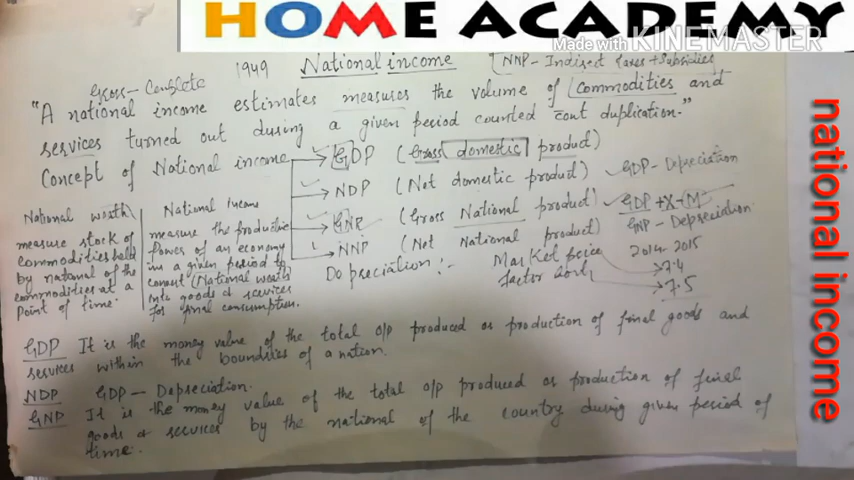 HOME ACADEMY
Made with KINEMASTER
Gross - Complete
1949 National income
NNP - Indirect taxes + Subsidies
"A national income estimates measures the volume of commodities and
services turned out during a given period counted duplication."
Concept of National income
GDP (Gross domestic product)
NDP (Net domestic product) GDP - Depreciation
GNP (Gross National product) GDP + X - M
NNP (Net National product) GNP - Depreciation
National wealth
measure stock of
commodities held
by national of the
commodities at a
Point of time.
National Income
measure the productive
Power of an economy
in a given period to
(National wealth
into goods & services
for final consumption.
Depreciation :-
Market price
factor cost
2014 2015
7.4
7.5
GDP It is the money value of the total o/p produced or production of final goods and
services within the boundries of a nation.
NDP GDP - Depreciation.
GNP It is the money value of the total o/p produced or production of final
goods & services by the national of the country during given period of
time.
national income